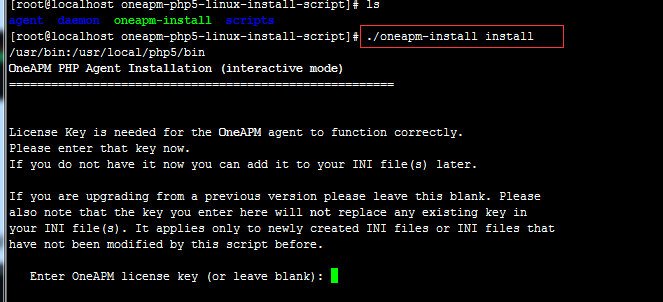 [root@localhost oneapm-php5-linux-install-script]# ls
agent daemon oneapm-install scripts
[root@localhost oneapm-php5-linux-install-script]# ./oneapm-install install
/usr/bin:/usr/local/php5/bin
OneAPM PHP Agent Installation (interactive mode)
=======================================================
License Key is needed for the OneAPM agent to function correctly.
Please enter that key now.
If you do not have it now you can add it to your INI file(s) later.
If you are upgrading from a previous version please leave this blank. Please
also note that the key you enter here will not replace any existing key in
your INI file(s). It applies only to newly created INI files or INI files that
have not been modified by this script before.
Enter OneAPM license key (or leave blank):